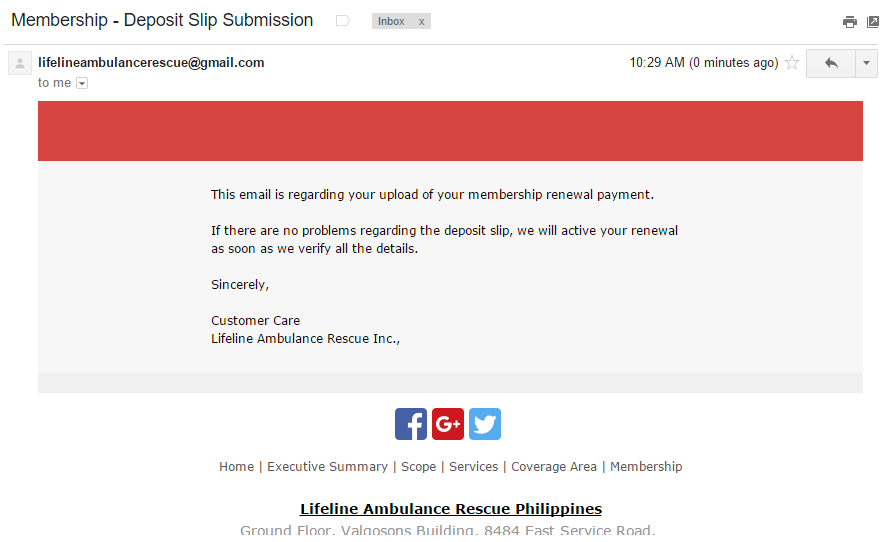 Membership - Deposit Slip Submission
Inbox x
lifelineambulancerescue@gmail.com
10:29 AM (0 minutes ago)
to me
This email is regarding your upload of your membership renewal payment.
If there are no problems regarding the deposit slip, we will active your renewal
as soon as we verify all the details.
Sincerely,
Customer Care
Lifeline Ambulance Rescue Inc.,
f G+
Home | Executive Summary | Scope | Services | Coverage Area | Membership
Lifeline Ambulance Rescue Philippines
Ground Floor, Valgosons Building, 8484 East Service Road,